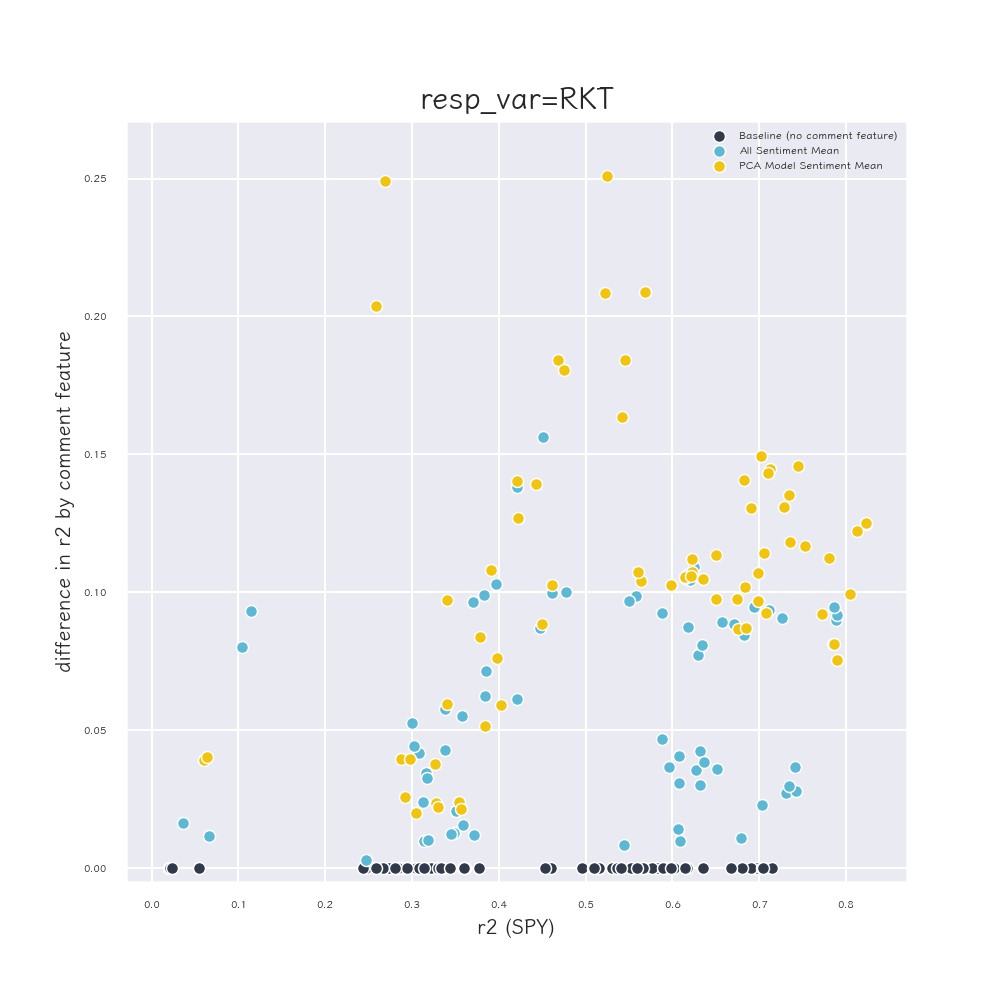 resp_var=RKT
Baseline (no comment feature)
All Sentiment Mean
PCA Model Sentiment Mean
difference in r2 by comment feature
0.25
0.20
0.15
0.10
0.05
0.00
0.0 0.1 0.2 0.3 0.4 0.5 0.6 0.7 0.8
r2 (SPY)